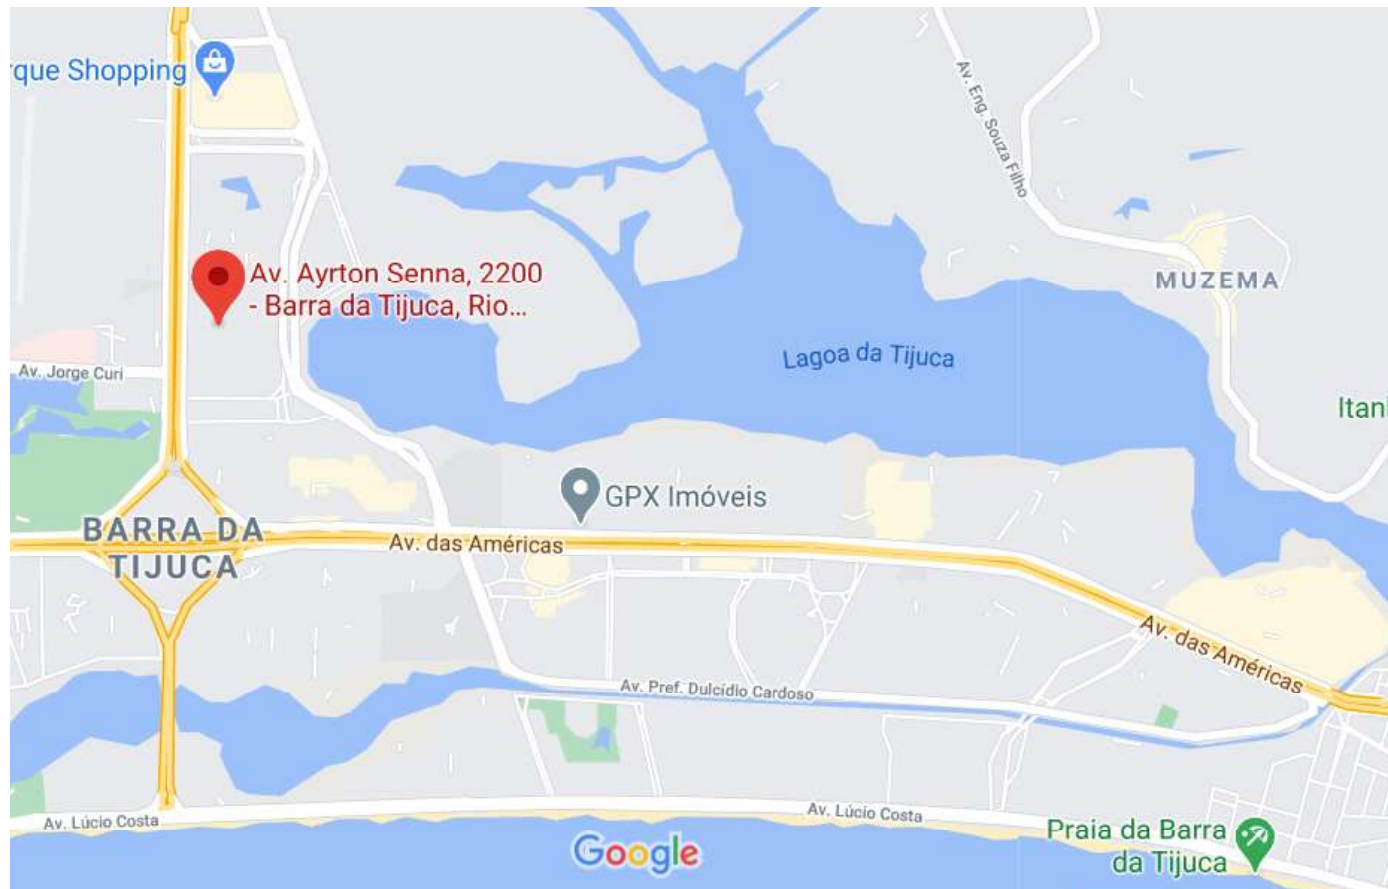 rque Shopping
Av. Eng. Souza Filho
Av. Ayrton Senna, 2200
- Barra da Tijuca, Rio...
MUZEMA
Lagoa da Tijuca
Av. Jorge Curi
Itanh
GPX Imóveis
BARRA DA
TIJUCA
Av. das Américas
Av. das Américas
Av. Pref. Dulcídio Cardoso
Av. Lúcio Costa
Av. Lúcio Costa
Praia da Barra
da Tijuca
Google